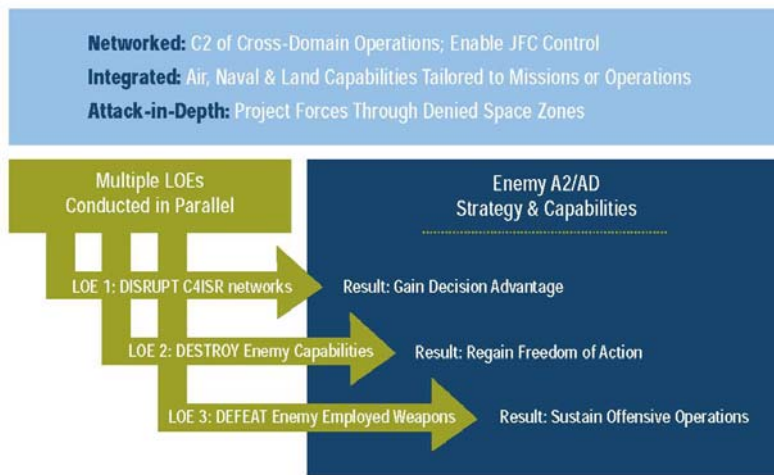 Networked: C2 of Cross-Domain Operations; Enable JFC Control
Integrated: Air, Naval & Land Capabilities Tailored to Missions or Operations
Attack-in-Depth: Project Forces Through Denied Space Zones
Multiple LOEs
Conducted in Parallel
Enemy A2/AD
Strategy & Capabilities
LOE 1: DISRUPT C4ISR networks
Result: Gain Decision Advantage
LOE 2: DESTROY Enemy Capabilities
Result: Regain Freedom of Action
LOE 3: DEFEAT Enemy Employed Weapons
Result: Sustain Offensive Operations